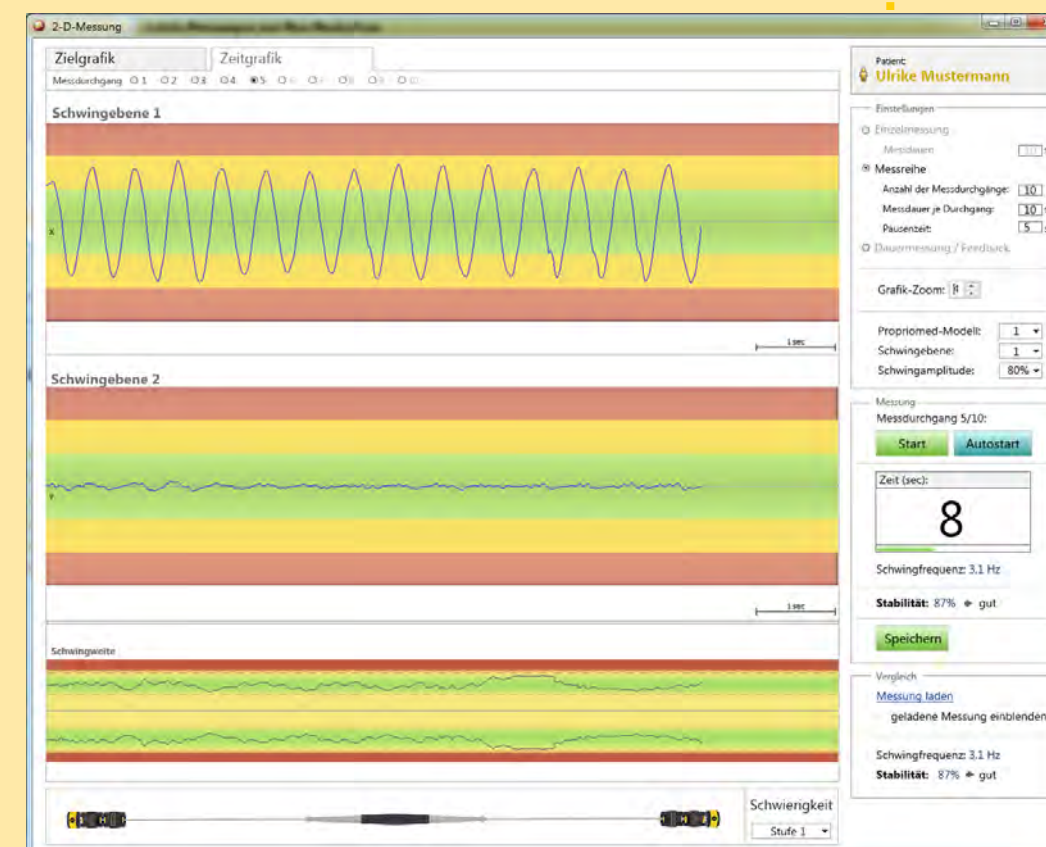 2-D-Messung
Zielgrafik Zeitgrafik
Messdurchgang 1 2 3 4 5
Schwingebene 1
x
1 sec
Schwingebene 2
Y
1 sec
Schwingweite
Schwierigkeit
Stufe 1
Patient:
Ulrike Mustermann
Einstellungen
Einzelmessung
Messdauer: 10 s
Messreihe
Anzahl der Messdurchgänge: 10
Messdauer je Durchgang: 10 s
Pausenzeit: 5 s
Dauermessung / Feedback
Grafik-Zoom:
Propriomed-Modell: 1
Schwingebene: 1
Schwingamplitude: 80%
Messung
Messdurchgang 5/10:
Start Autostart
Zeit (sec):
8
Schwingfrequenz: 3,1 Hz
Stabilität: 87% gut
Speichern
Vergleich
Messung laden
geladene Messung einblenden
Schwingfrequenz: 3,1 Hz
Stabilität: 87% gut